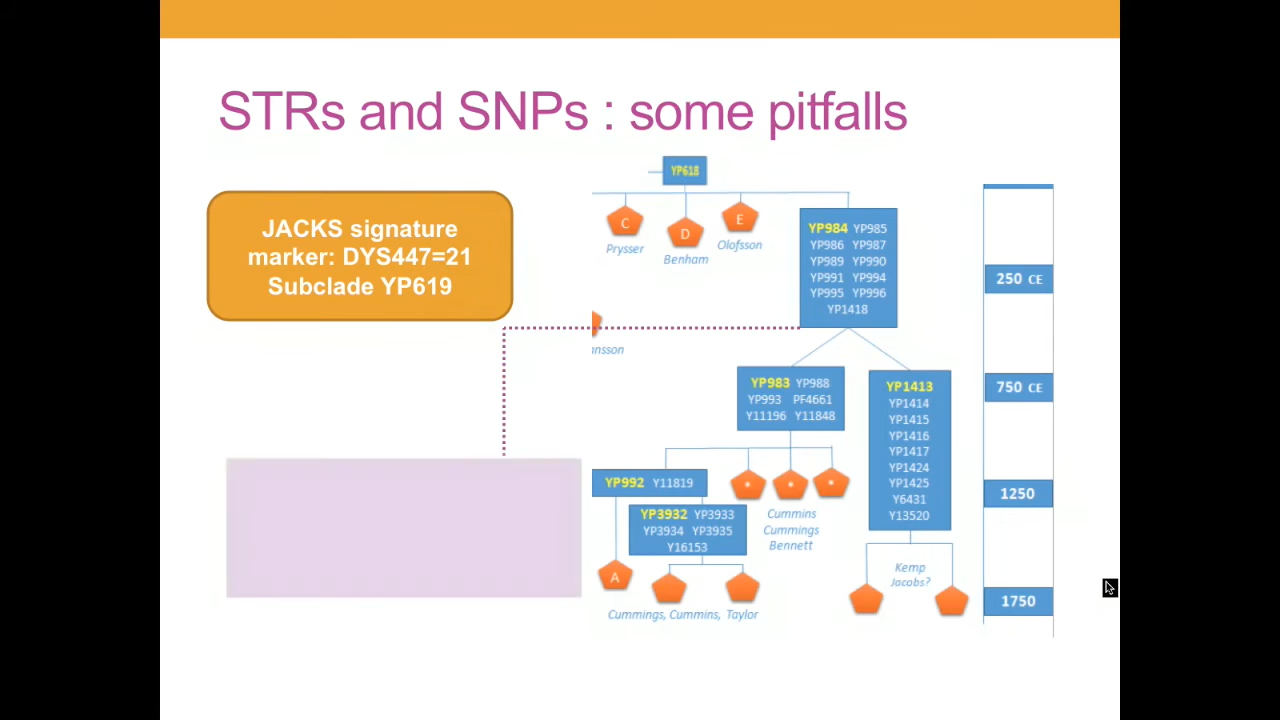 STRs and SNPs : some pitfalls
JACKS signature
marker: DYS447=21
Subclade YP619
YP618
C
D
E
Prysser
Benham
Olofsson
YP984 YP985
YP986 YP987
YP989 YP990
YP991 YP994
YP995 YP996
YP1418
250 CE
nsson
YP983 YP988
YP993 PF4661
Y11196 Y11848
YP1413
YP1414
YP1415
YP1416
YP1417
YP1424
YP1425
Y6431
Y13520
750 CE
YP992 Y11819
YP3932 YP3933
YP3934 YP3935
Y16153
* * *
Cummins
Cummings
Bennett
1250
A
Cummings, Cummins, Taylor
Kemp
Jacobs?
1750